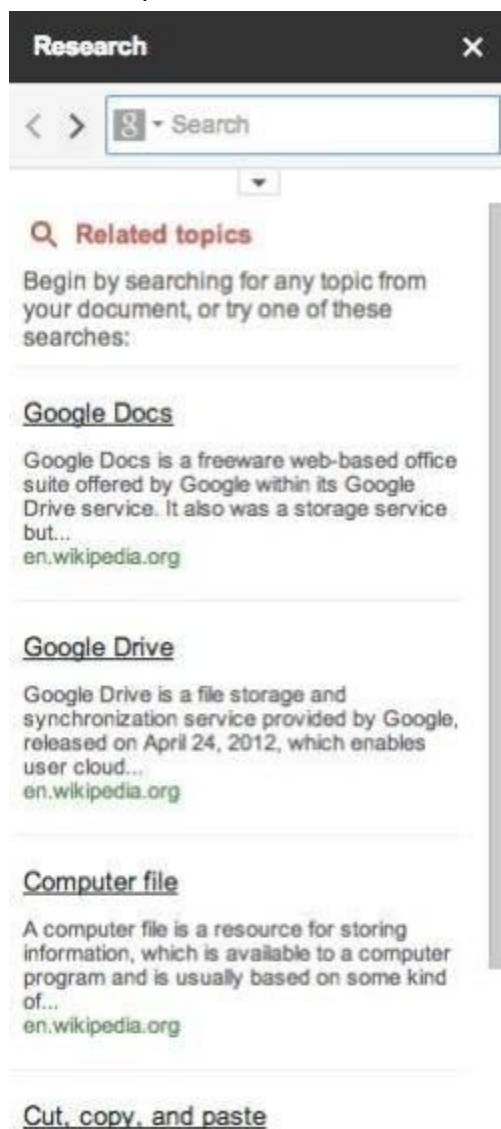 Research
Search
Related topics
Begin by searching for any topic from
your document, or try one of these
searches:
Google Docs
Google Docs is a freeware web-based office
suite offered by Google within its Google
Drive service. It also was a storage service
but...
en.wikipedia.org
Google Drive
Google Drive is a file storage and
synchronization service provided by Google,
released on April 24, 2012, which enables
user cloud...
en.wikipedia.org
Computer file
A computer file is a resource for storing
information, which is available to a computer
program and is usually based on some kind
of...
en.wikipedia.org
Cut, copy, and paste